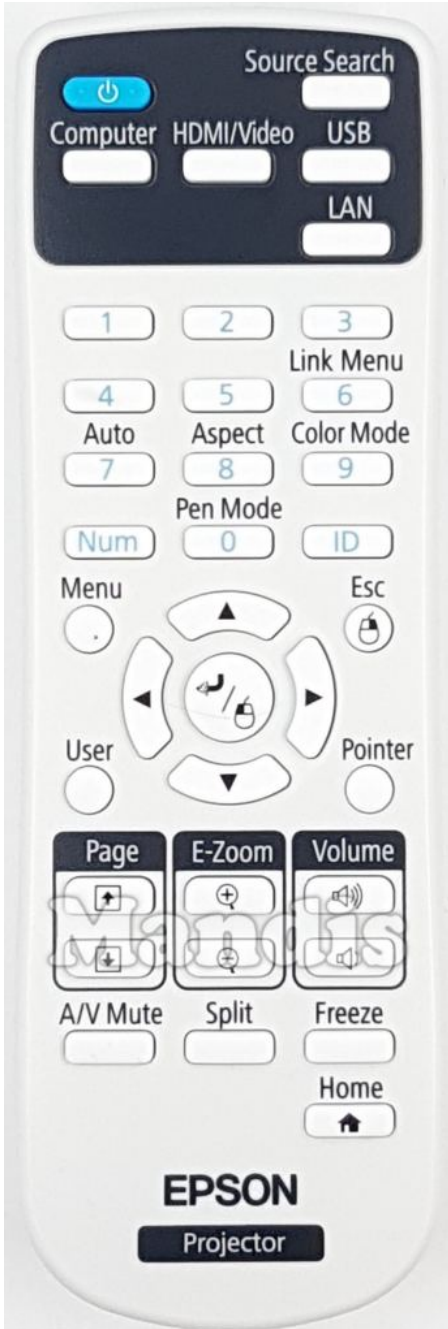 Source Search
Computer HDMI/Video USB
LAN
1 2 3
Link Menu
4 5 6
Auto Aspect Color Mode
7 8 9
Pen Mode
Num 0 ID
Menu Esc
User Pointer
Page E-Zoom Volume
Mandis
A/V Mute Split Freeze
Home
EPSON
Projector